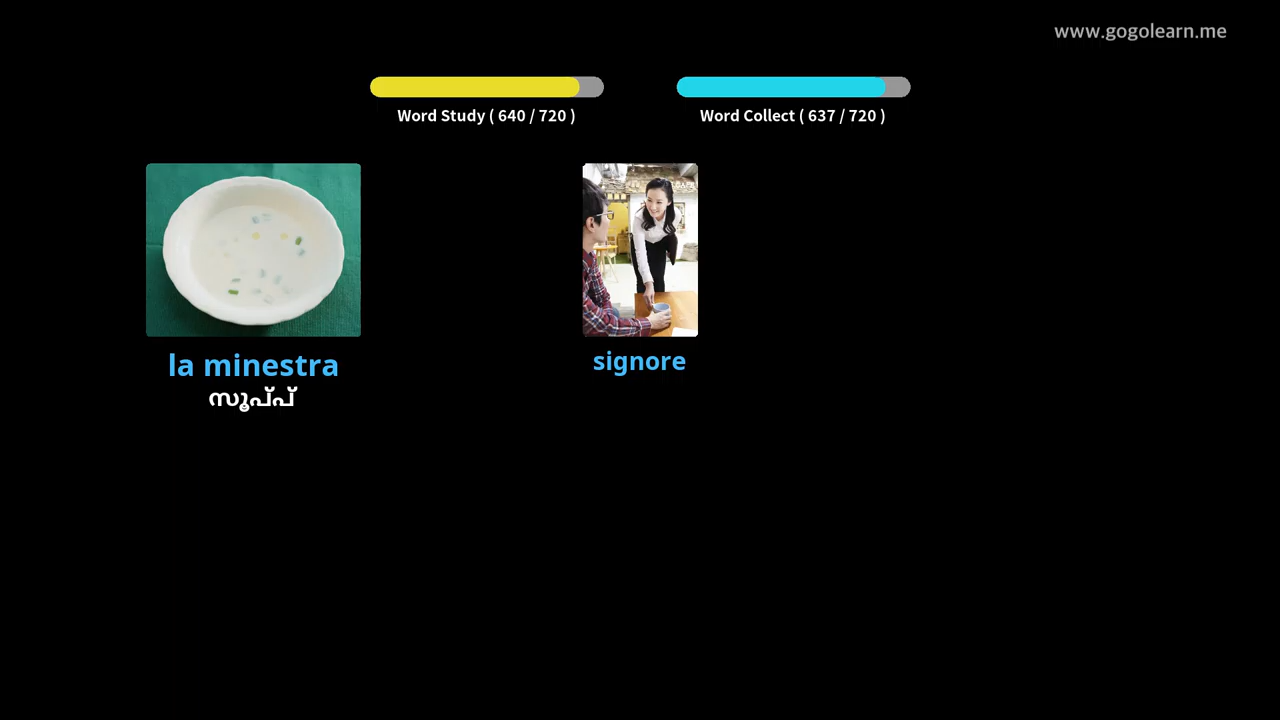 www.gogolearn.me
Word Study ( 640 / 720 )
Word Collect ( 637 / 720 )
la minestra
സൂപ്പ്
signore